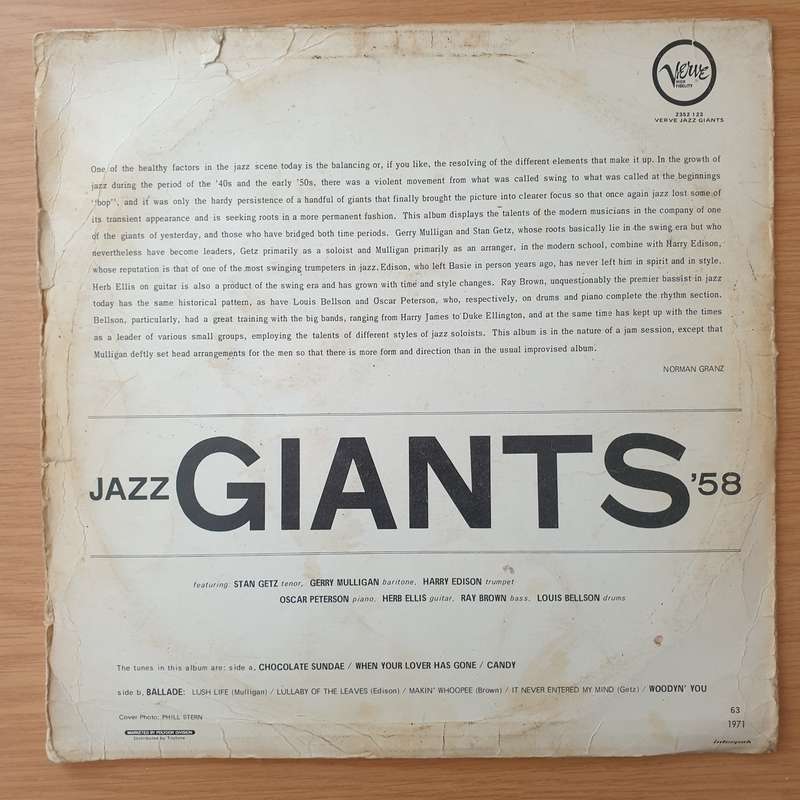 Verve
HIGH
FIDELITY
2352 123
VERVE JAZZ GIANTS
One of the healthy factors in the jazz scene today is the balancing or, if you like, the resolving of the different elements that make it up. In the growth of
jazz during the period of the '40s and the early '50s, there was a violent movement from what was called swing to what was called at the beginnings
"bop", and it was only the hardy persistence of a handful of giants that finally brought the picture into clearer focus so that once again jazz lost some of
its transient appearance and is seeking roots in a more permanent fashion. This album displays the talents of the modern musicians in the company of one
of the giants of yesterday, and those who have bridged both time periods. Gerry Mulligan and Stan Getz, whose roots basically lie in the swing era but who
nevertheless have become leaders, Getz primarily as a soloist and Mulligan primarily as an arranger, in the modern school, combine with Harry Edison,
whose reputation is that of one of the most swinging trumpeters in jazz. Edison, who left Basie in person years ago, has never left him in spirit and in style.
Herb Ellis on guitar is also a product of the swing era and has grown with time and style changes. Ray Brown, unquestionably the premier bassist in jazz
today has the same historical pattern, as have Louis Bellson and Oscar Peterson, who, respectively, on drums and piano complete the rhythm section.
Bellson, particularly, had a great training with the big bands, ranging from Harry James to Duke Ellington, and at the same time has kept up with the times
as a leader of various small groups, employing the talents of different styles of jazz soloists. This album is in the nature of a jam session, except that
Mulligan deftly set head arrangements for the men so that there is more form and direction than in the usual improvised album.
NORMAN GRANZ
JAZZ GIANTS '58
featuring STAN GETZ tenor, GERRY MULLIGAN baritone, HARRY EDISON trumpet
OSCAR PETERSON piano, HERB ELLIS guitar, RAY BROWN bass, LOUIS BELLSON drums
The tunes in this album are: side a, CHOCOLATE SUNDAE / WHEN YOUR LOVER HAS GONE / CANDY
side b, BALLADE: LUSH LIFE (Mulligan) / LULLABY OF THE LEAVES (Edison) / MAKIN' WHOOPEE (Brown) / IT NEVER ENTERED MY MIND (Getz) / WOODYN' YOU
Cover Photo: PHILL STERN
MARKETED BY POLYDOR DIVISION
Distributed by Trutone
63
1971
interpak